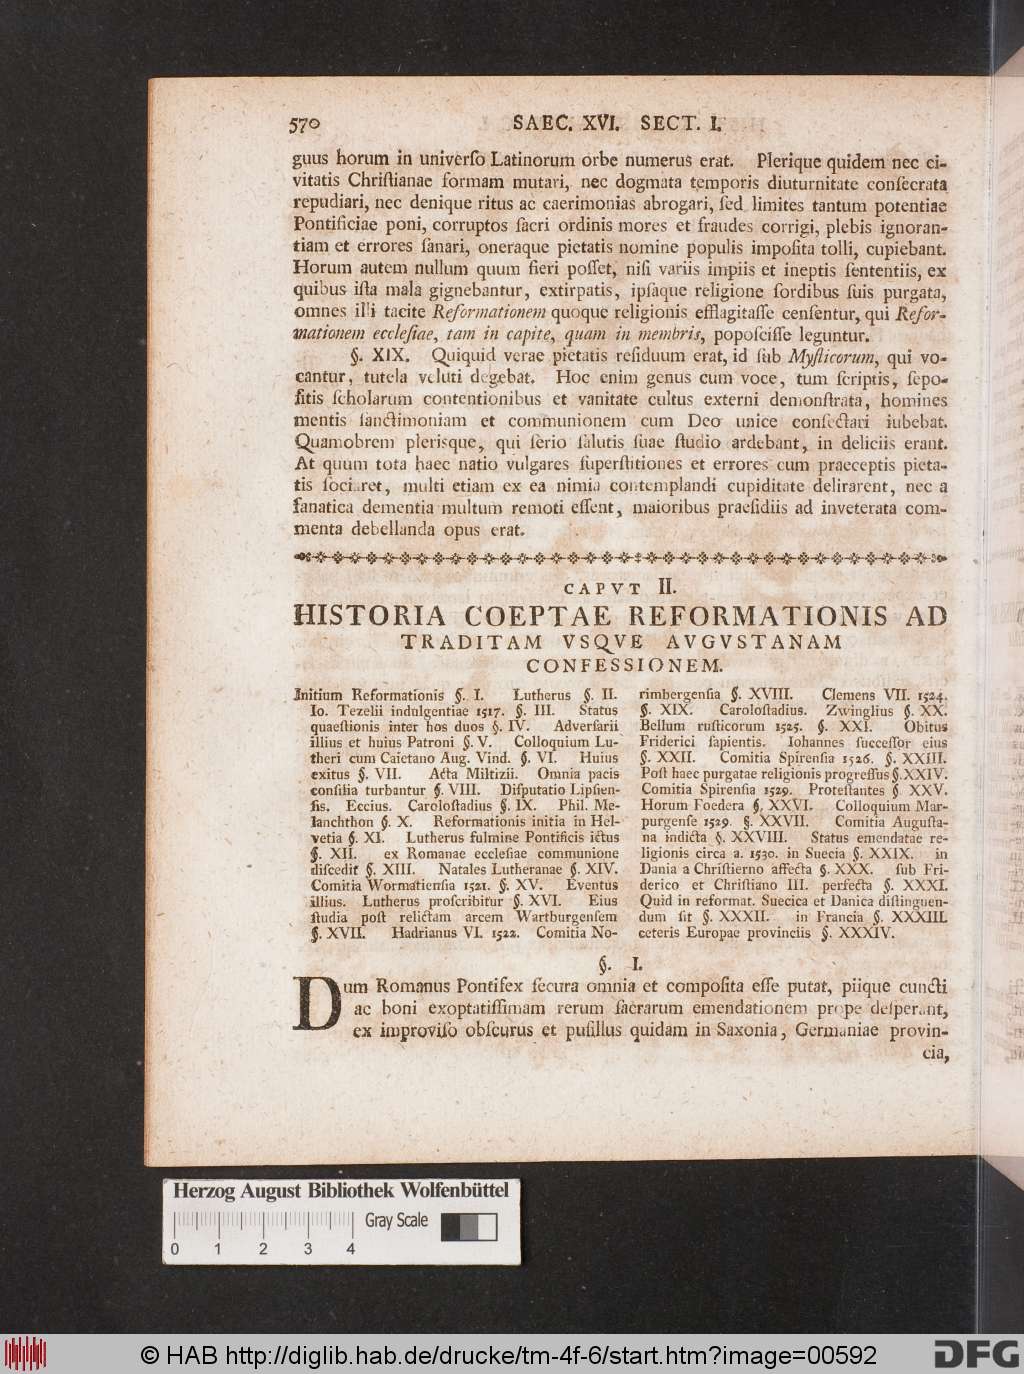 570 SAEC. XVI. SECT. I.
guus horum in univerſo Latinorum orbe numerus erat. Plerique quidem nec ci-
vitatis Chriſtianae formam mutari, nec dogmata temporis diuturnitate conſecrata
repudiari, nec denique ritus ac caerimonias abrogari, ſed limites tantum potentiae
Pontificiae poni, corruptos ſacri ordinis mores et fraudes corrigi, plebis ignoran-
tiam et errores ſanari, oneraque pietatis nomine populis impoſita tolli, cupiebant.
Horum autem nullum quum fieri poſſet, niſi variis impiis et ineptis ſententiis, ex
quibus iſta mala gignebantur, extirpatis, ipſaque religione ſordibus ſuis purgata,
omnes illi tacite Reformationem quoque religionis efflagitaſſe cenſentur, qui Refor-
mationem eccleſiae, tam in capite, quam in membris, popoſciſſe leguntur.
§. XIX. Quiquid verae pietatis reſiduum erat, id ſub Myſticorum, qui vo-
cantur, tutela veluti degebat. Hoc enim genus cum voce, tum ſcriptis, ſepo-
ſitis ſcholarum contentionibus et vanitate cultus externi demonſtrata, homines
mentis ſanctimoniam et communionem cum Deo unice conſectari iubebat.
Quamobrem plerisque, qui ſerio ſalutis ſuae ſtudio ardebant, in deliciis erant.
At quum tota haec natio vulgares ſuperſtitiones et errores cum praeceptis pieta-
tis ſociaret, multi etiam ex ea nimia contemplandi cupiditate delirarent, nec a
fanatica dementia multum remoti eſſent, maioribus praeſidiis ad inveterata com-
menta debellanda opus erat.
CAPVT II.
HISTORIA COEPTAE REFORMATIONIS AD
TRADITAM VSQVE AVGVSTANAM
CONFESSIONEM.
Initium Reformationis §. I. Lutherus §. II.
Io. Tezelii indulgentiae 1517. §. III. Status
quaeſtionis inter hos duos §. IV. Adverſarii
illius et huius Patroni §. V. Colloquium Lu-
theri cum Caietano Aug. Vind. §. VI. Huius
exitus §. VII. Acta Miltizii. Omnia pacis
conſilia turbantur §. VIII. Diſputatio Lipſien-
ſis. Eccius. Caroloſtadius §. IX. Phil. Me-
lanchthon §. X. Reformationis initia in Hel-
vetia §. XI. Lutherus fulmine Pontificis ictus
§. XII. ex Romanae eccleſiae communione
diſcedit §. XIII. Natales Lutheranae §. XIV.
Comitia Wormatienſia 1521. §. XV. Eventus
illius. Lutherus proſcribitur §. XVI. Eius
ſtudia poſt relictam arcem Wartburgenſem
§. XVII. Hadrianus VI. 1522. Comitia No-
rimbergenſia §. XVIII. Clemens VII. 1524.
§. XIX. Caroloſtadius. Zwinglius §. XX.
Bellum ruſticorum 1525. §. XXI. Obitus
Friderici ſapientis. Iohannes ſucceſſor eius
§. XXII. Comitia Spirenſia 1526. §. XXIII.
Poſt haec purgatae religionis progreſſus §. XXIV.
Comitia Spirenſia 1529. Proteſtantes § XXV.
Horum Foedera §. XXVI. Colloquium Mar-
purgenſe 1529. §. XXVII. Comitia Auguſta-
na indicta §. XXVIII. Status emendatae re-
ligionis circa a. 1530. in Suecia §. XXIX. in
Dania a Chriſtierno affecta §. XXX. ſub Fri-
derico et Chriſtiano III. perfecta §. XXXI.
Quid in reformat. Suecica et Danica diſtinguen-
dum ſit §. XXXII. in Francia §. XXXIII.
ceteris Europae provinciis §. XXXIV.
§. I.
Dum Romanus Pontifex ſecura omnia et compoſita eſſe putat, piique cuncti
ac boni exoptatiſſimam rerum ſacrarum emendationem prope deſperant,
ex improviſo obſcurus et puſillus quidam in Saxonia, Germaniae provin-
cia,
Herzog August Bibliothek Wolfenbüttel
Gray Scale
0 1 2 3 4
© HAB http://diglib.hab.de/drucke/tm-4f-6/start.htm?image=00592
DFG